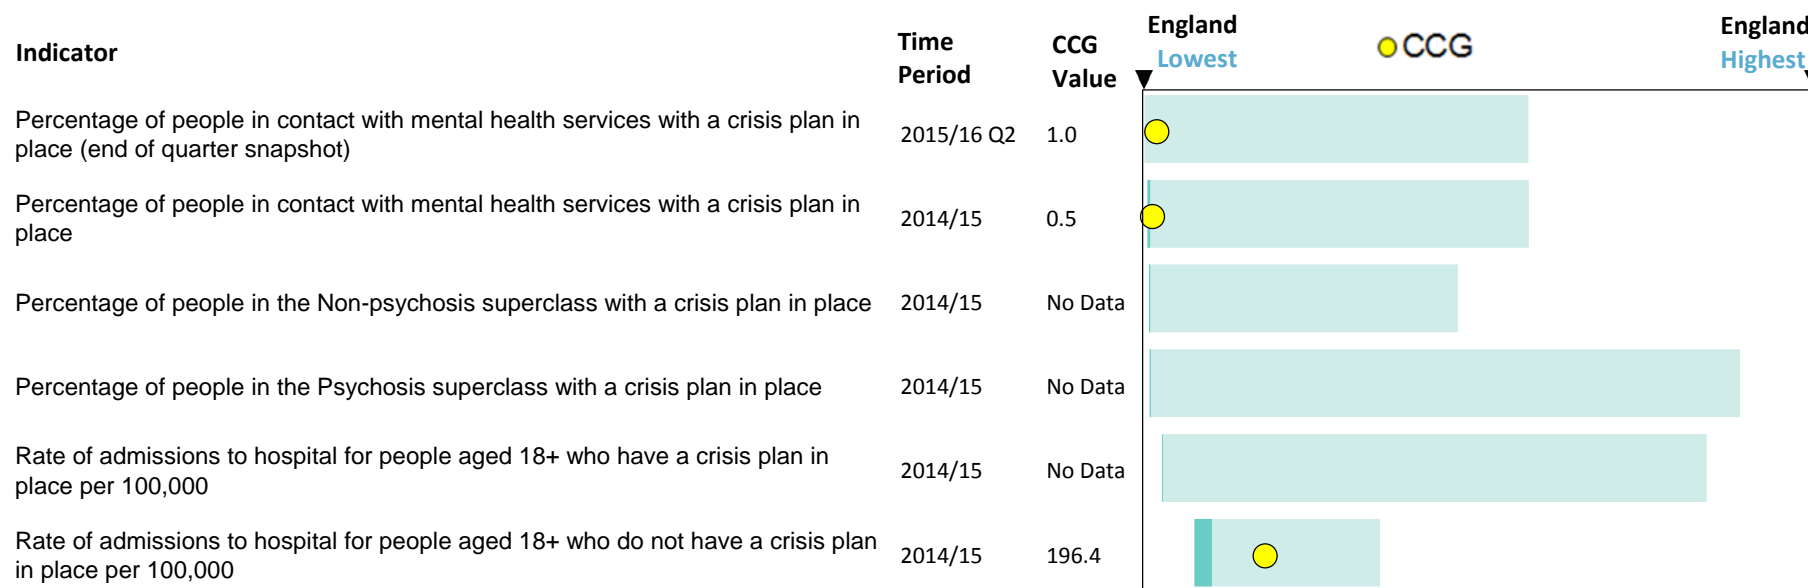 Indicator
Time
Period
CCG
Value
England
Lowest
CCG
England
Highest
Percentage of people in contact with mental health services with a crisis plan in
place (end of quarter snapshot)
2015/16 Q2
1.0
Percentage of people in contact with mental health services with a crisis plan in
place
2014/15
0.5
Percentage of people in the Non-psychosis superclass with a crisis plan in place
2014/15
No Data
Percentage of people in the Psychosis superclass with a crisis plan in place
2014/15
No Data
Rate of admissions to hospital for people aged 18+ who have a crisis plan in
place per 100,000
2014/15
No Data
Rate of admissions to hospital for people aged 18+ who do not have a crisis plan
in place per 100,000
2014/15
196.4